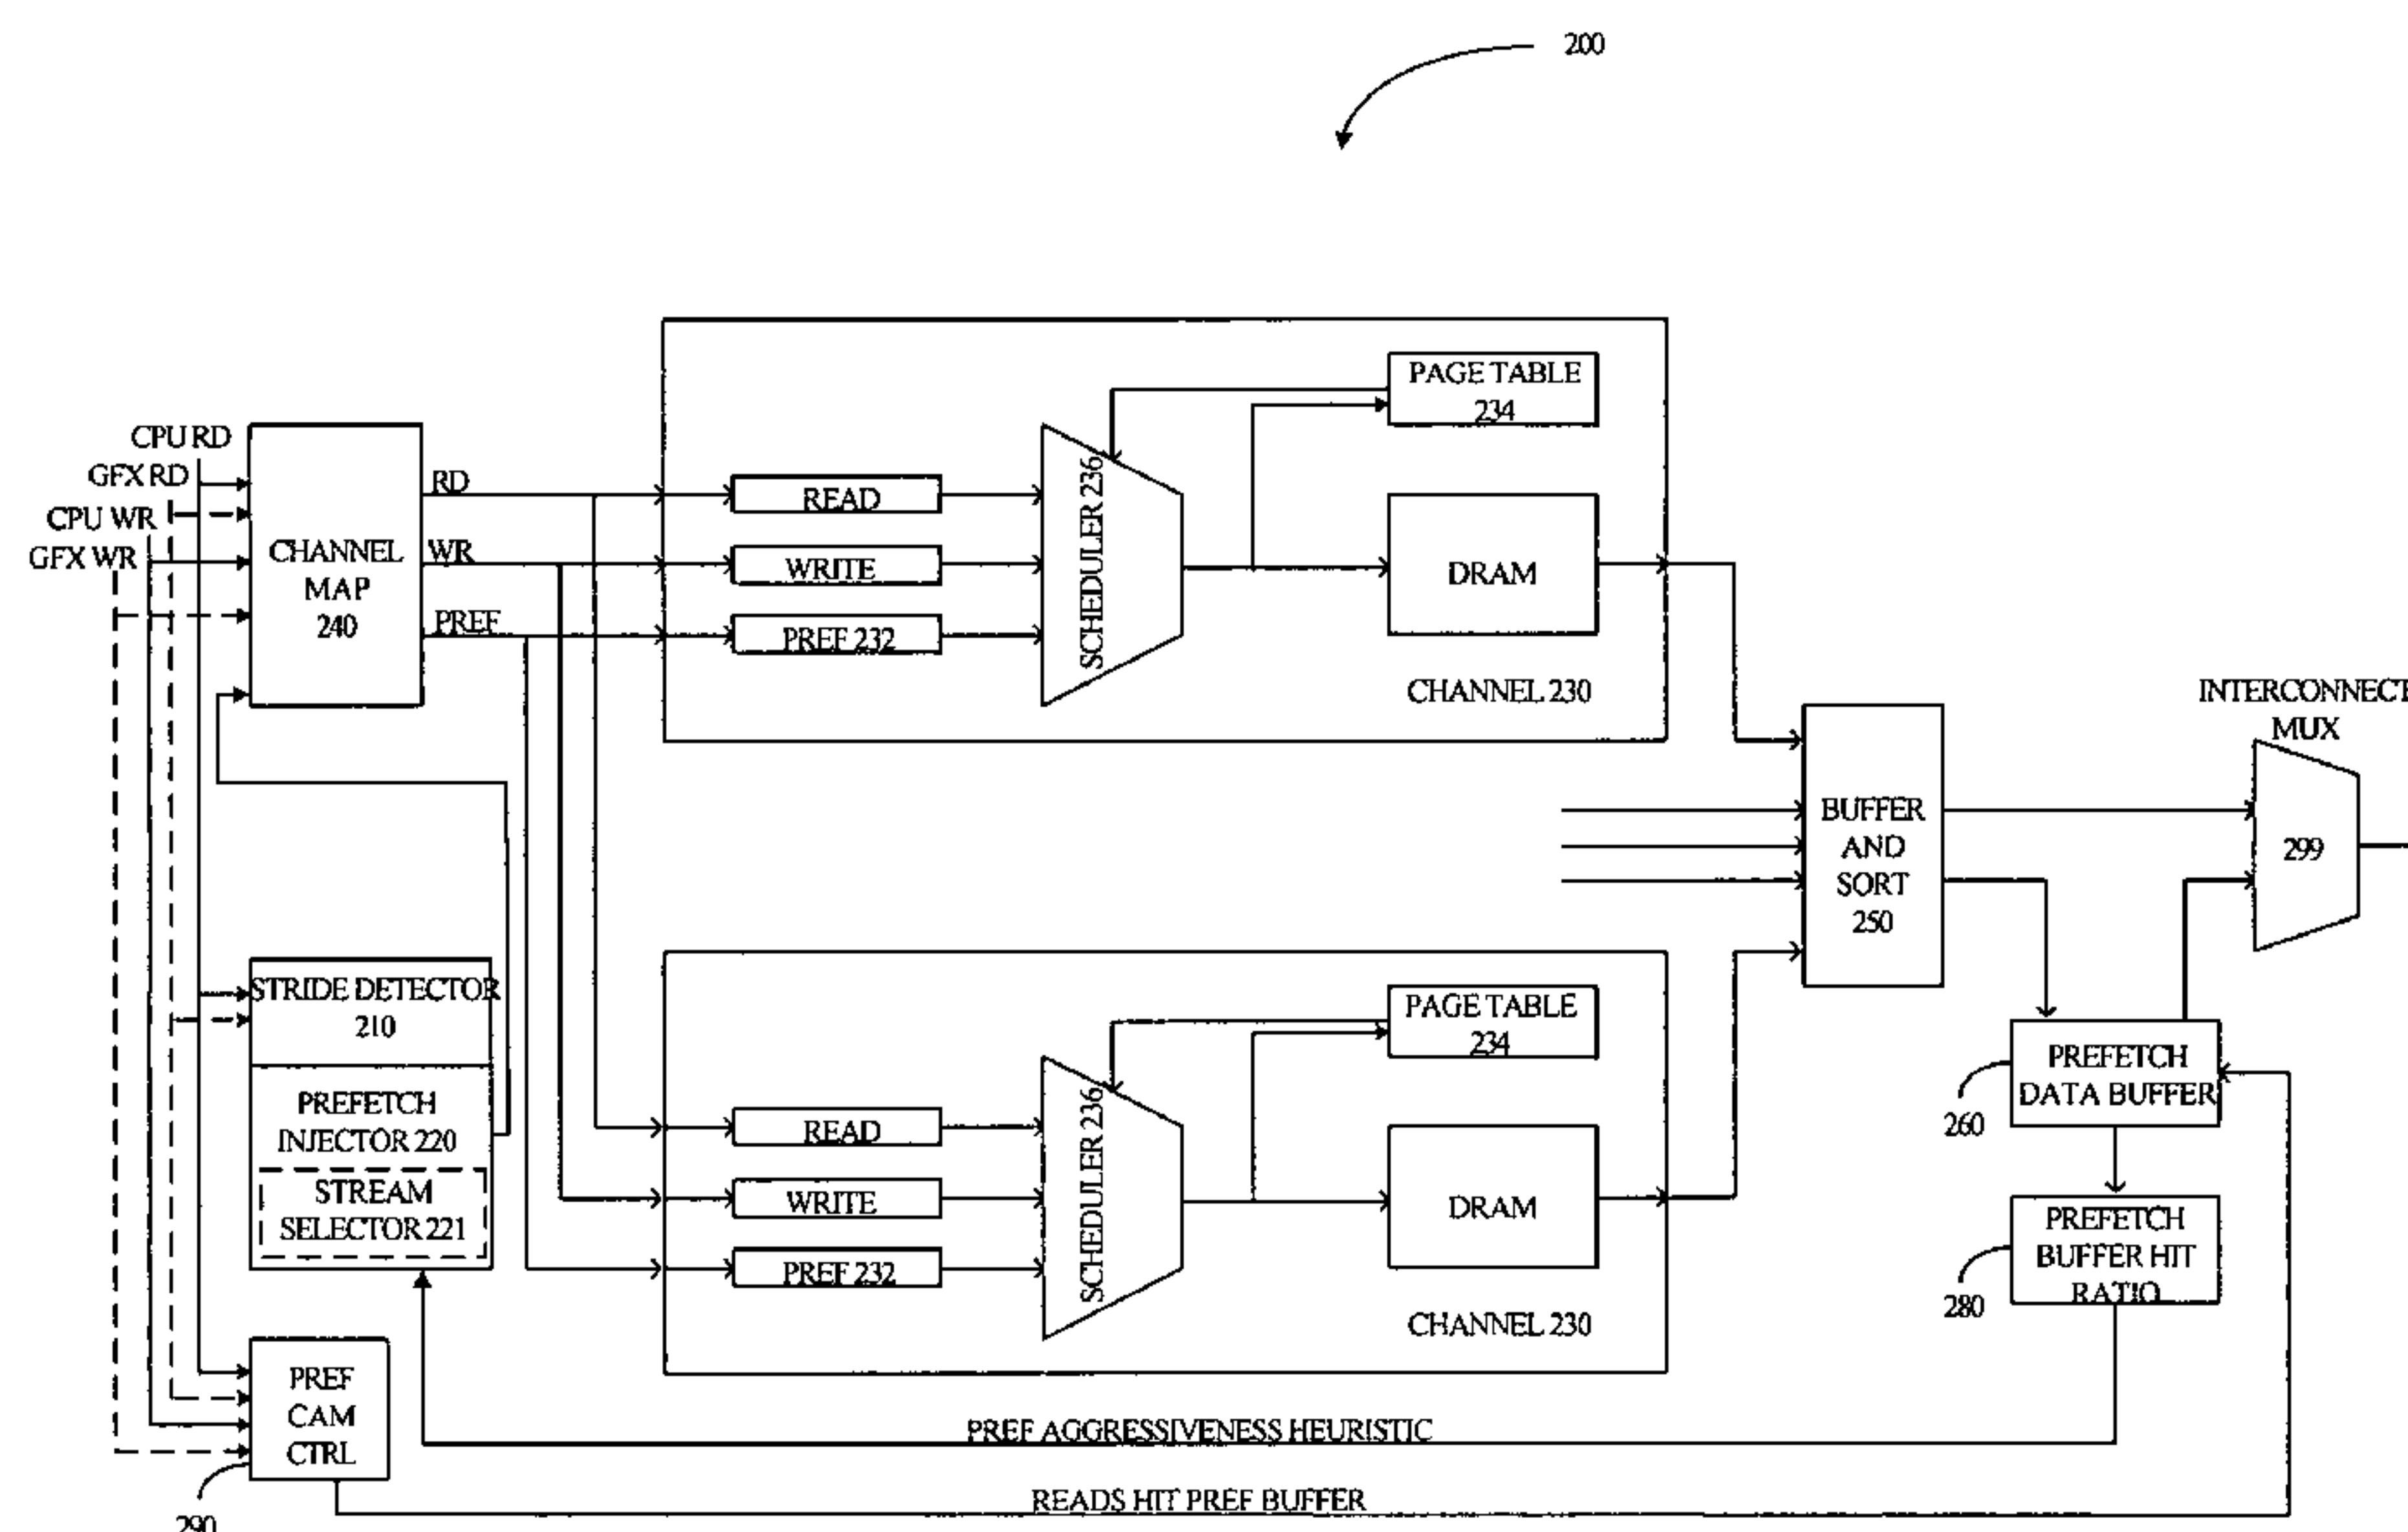 200
PAGE TABLE
234
CPU RD
GFX RD
CPU WR
GFX WR
CHANNEL
MAP
240
RD
WR
PREF
READ
WRITE
PREF 232
SCHEDULER 236
DRAM
CHANNEL 230
INTERCONNECT
MUX
299
BUFFER
AND
SORT
250
STRIDE DETECTOR
210
PREFETCH
INJECTOR 220
STREAM
SELECTOR 221
PAGE TABLE
234
READ
WRITE
PREF 232
SCHEDULER 236
DRAM
CHANNEL 230
PREFETCH
DATA BUFFER
260
PREFETCH
BUFFER HIT
RATIO
280
PREF
CAM
CTRL
290
PREF AGGRESSIVENESS HEURISTIC
READS HIT PREF BUFFER